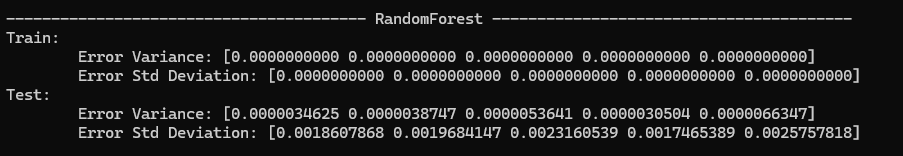 ---------------------------------------- RandomForest ----------------------------------------
Train:
Error Variance: [0.0000000000 0.0000000000 0.0000000000 0.0000000000 0.0000000000]
Error Std Deviation: [0.0000000000 0.0000000000 0.0000000000 0.0000000000 0.0000000000]
Test:
Error Variance: [0.0000034625 0.0000038747 0.0000053641 0.0000030504 0.0000066347]
Error Std Deviation: [0.0018607868 0.0019684147 0.0023160539 0.0017465389 0.0025757818]